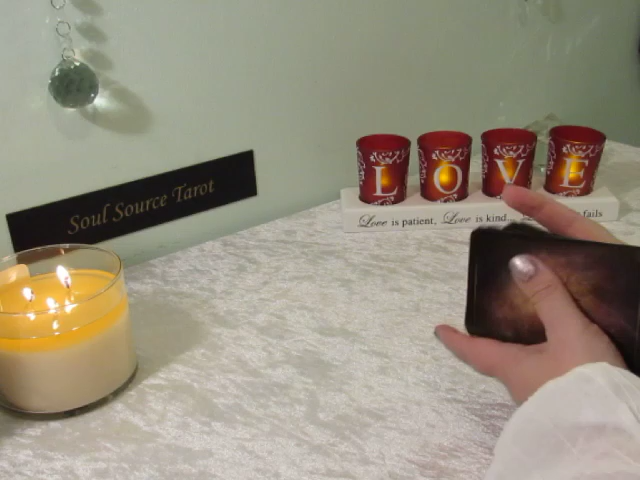 Soul Source Tarot
L O V E
Love is patient, Love is kind... fails